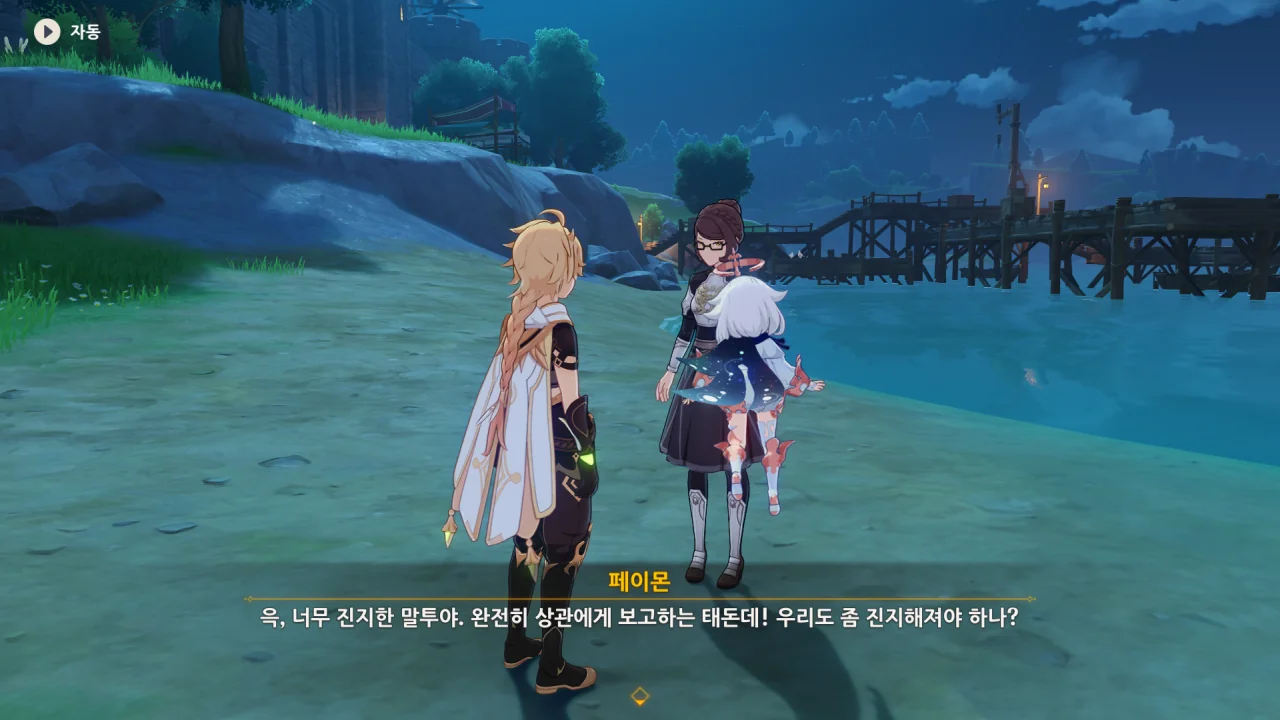 자동
페이몬
윽, 너무 진지한 말투야. 완전히 상관에게 보고하는 태돈데! 우리도 좀 진지해져야 하나?